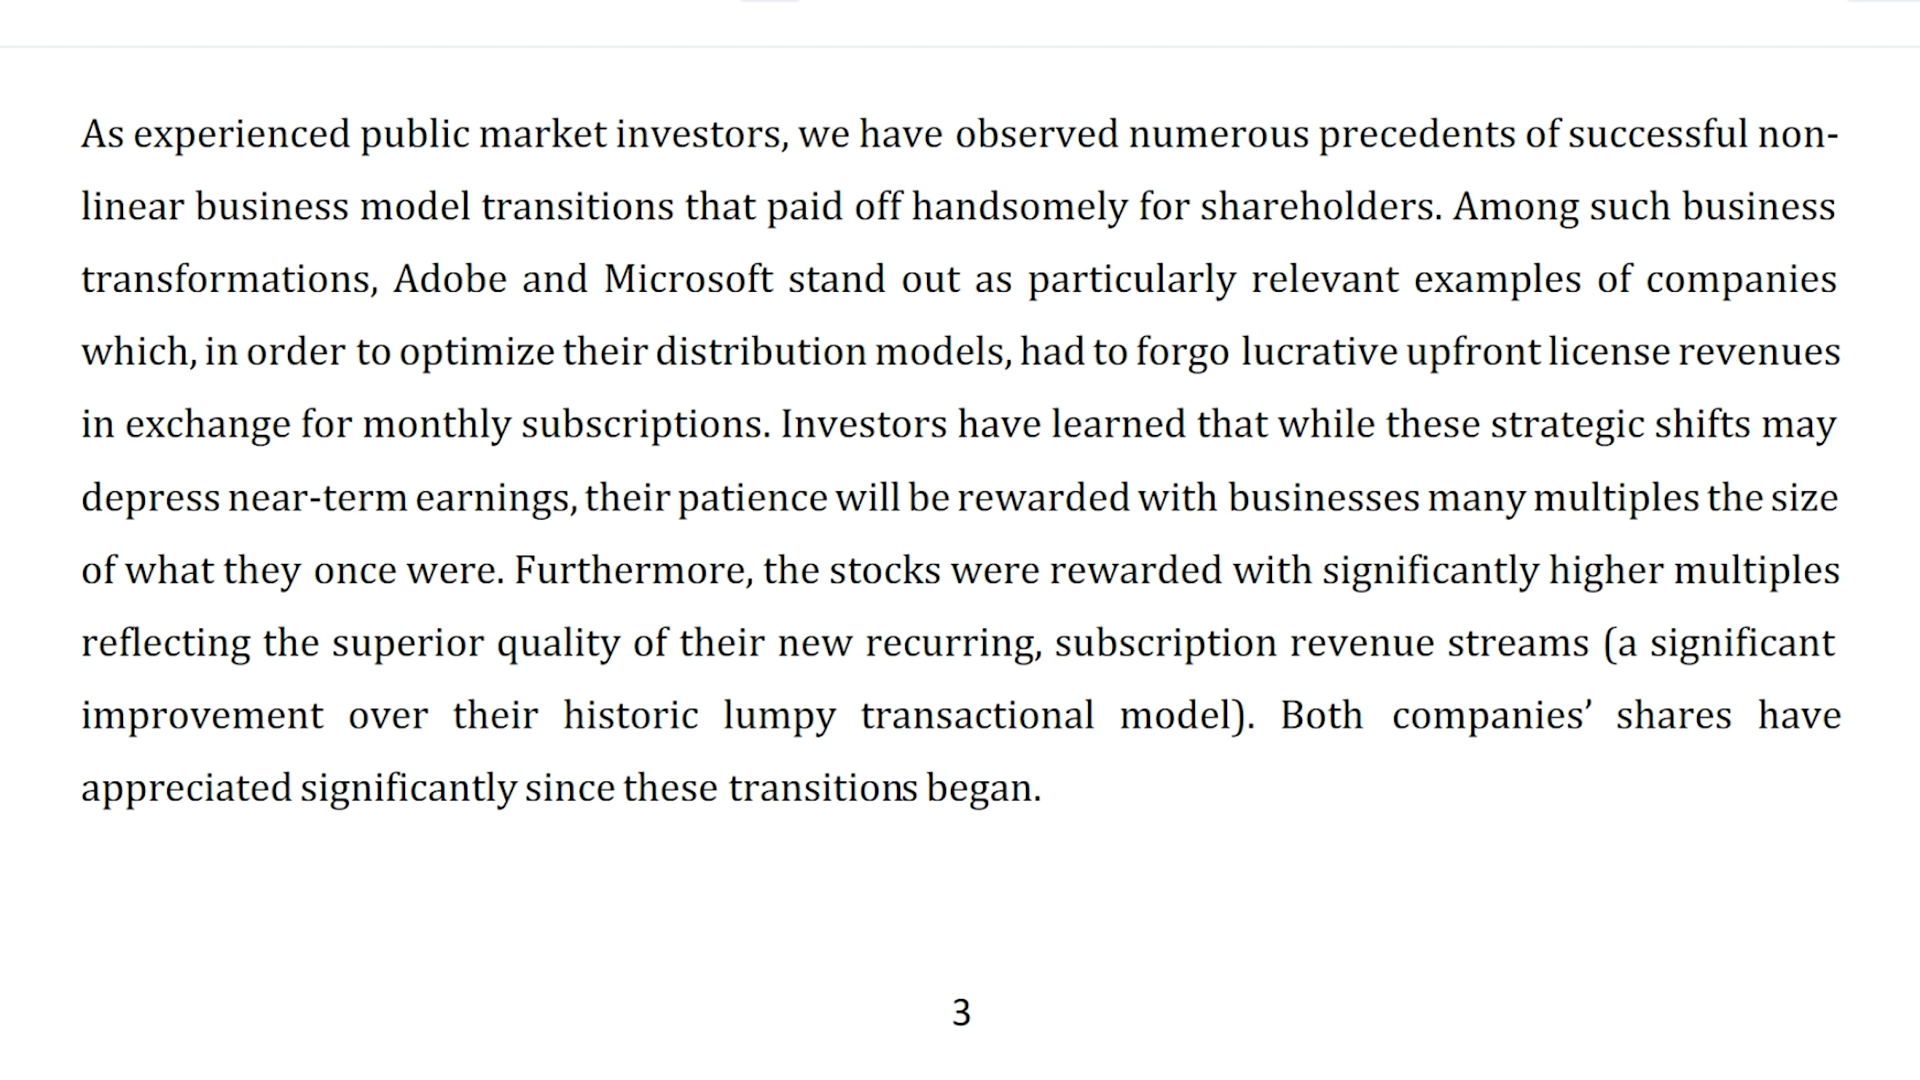 As experienced public market investors, we have observed numerous precedents of successful non-
linear business model transitions that paid off handsomely for shareholders. Among such business
transformations, Adobe and Microsoft stand out as particularly relevant examples of companies
which, in order to optimize their distribution models, had to forgo lucrative upfront license revenues
in exchange for monthly subscriptions. Investors have learned that while these strategic shifts may
depress near-term earnings, their patience will be rewarded with businesses many multiples the size
of what they once were. Furthermore, the stocks were rewarded with significantly higher multiples
reflecting the superior quality of their new recurring, subscription revenue streams (a significant
improvement over their historic lumpy transactional model). Both companies’ shares have
appreciated significantly since these transitions began.
3